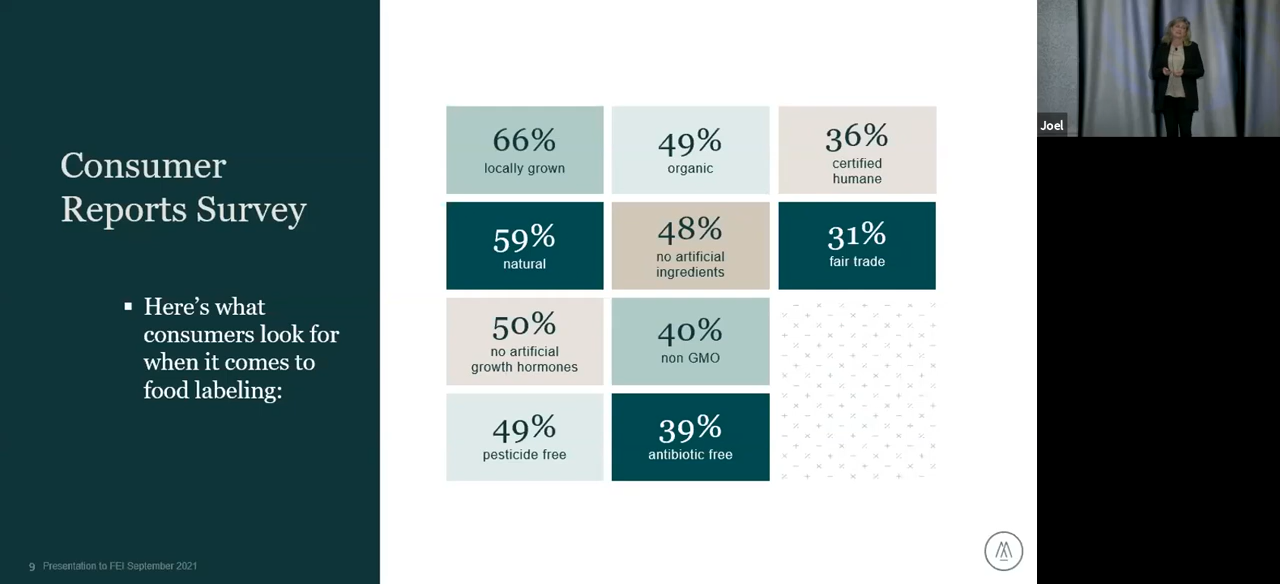 Consumer
Reports Survey
▪ Here's what
consumers look for
when it comes to
food labeling:
66%
locally grown
49%
organic
36%
certified
humane
59%
natural
48%
no artificial
ingredients
31%
fair trade
50%
no artificial
growth hormones
40%
non GMO
49%
pesticide free
39%
antibiotic free
9 Presentation to FEI September 2021
Joel